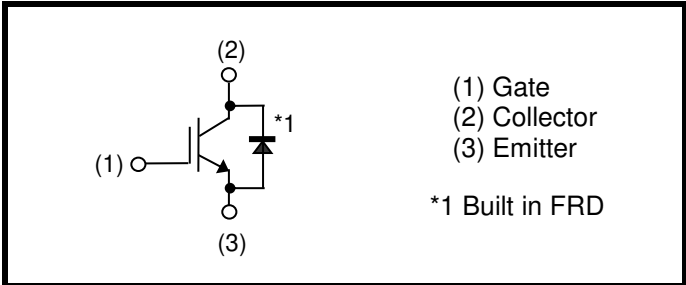 (2)
*1
(1)
(3)
(1) Gate
(2) Collector
(3) Emitter
*1 Built in FRD